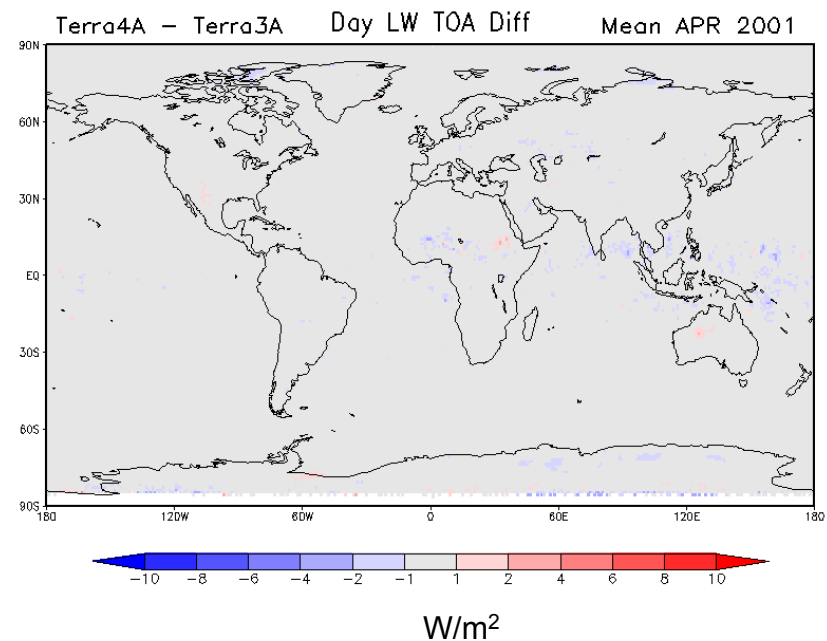 Terra4A – Terra3A Day LW TOA Diff Mean APR 2001
90N
60N
30N
EQ
30S
60S
90S
180 120W 60W 0 60E 120E 180
-10 -8 -6 -4 -2 -1 1 2 4 6 8 10
W/m²